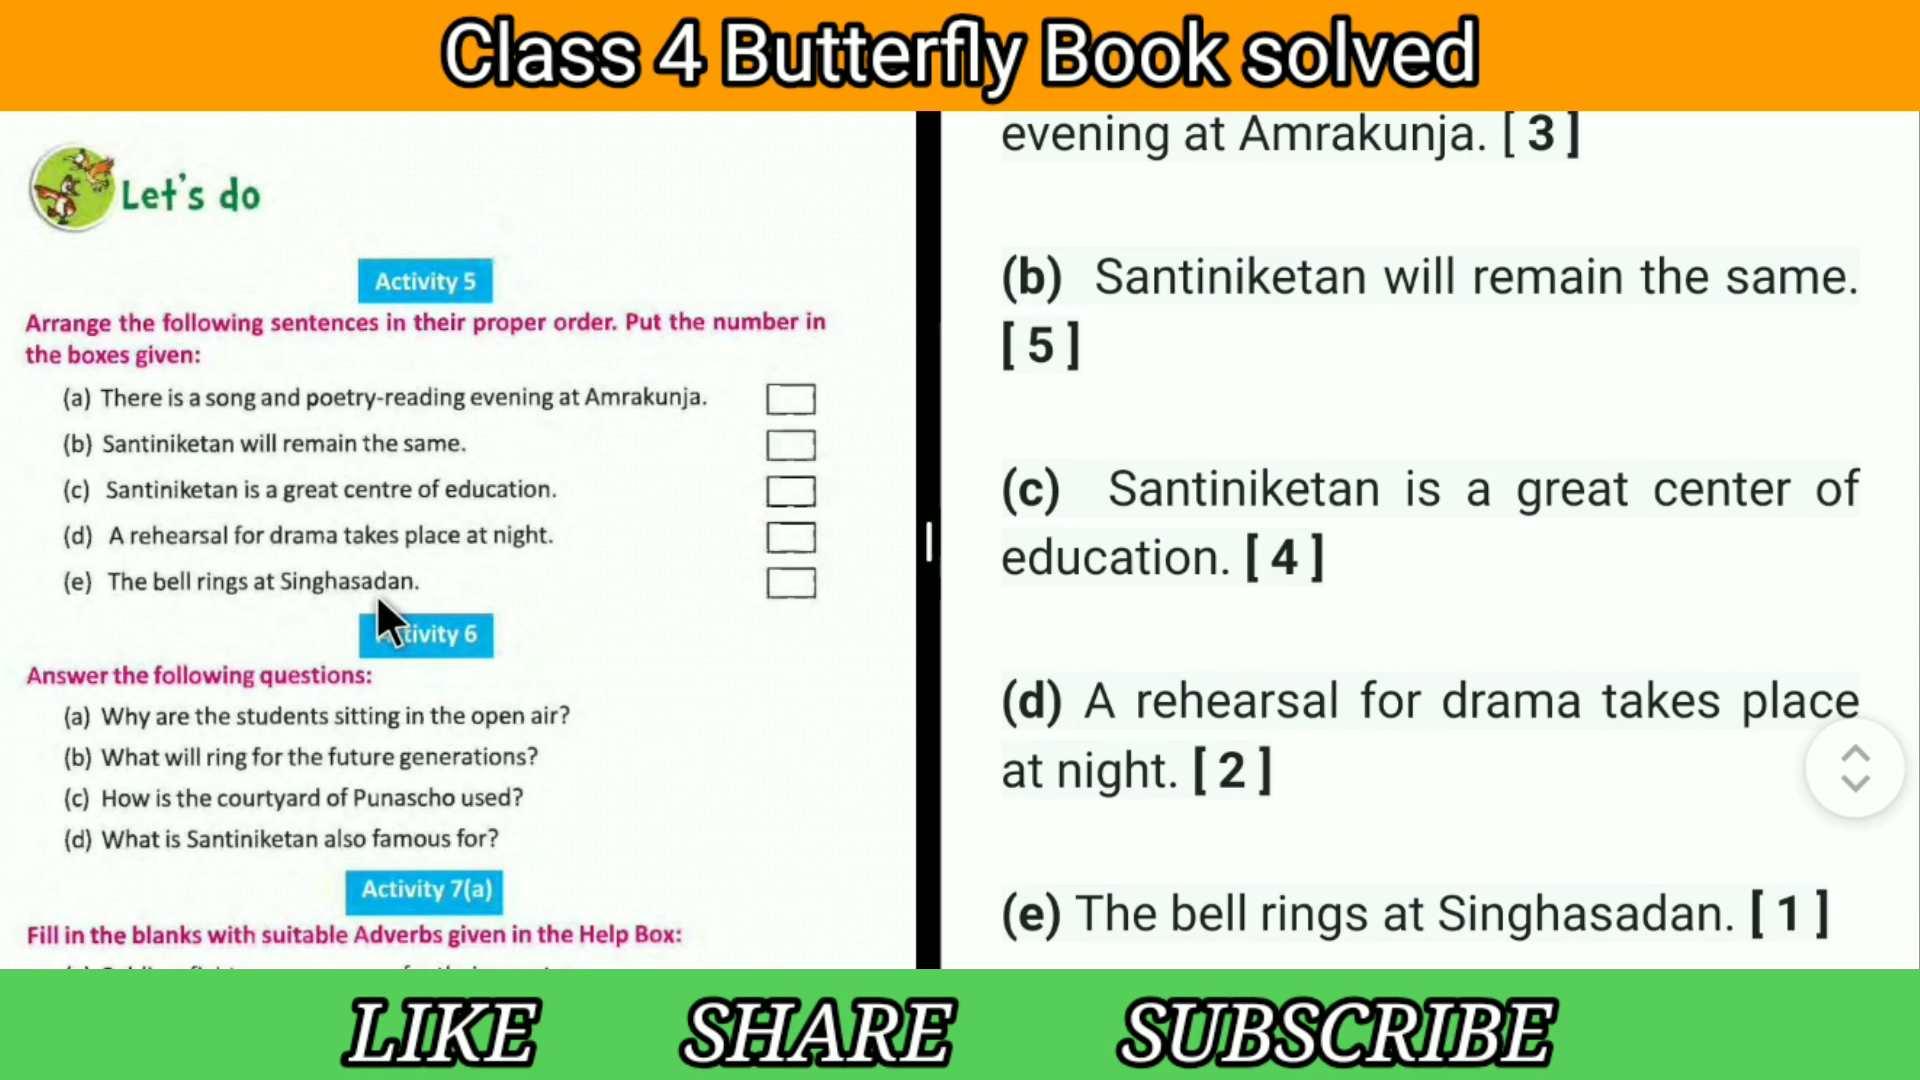 Class 4 Butterfly Book solved
Let's do
Activity 5
Arrange the following sentences in their proper order. Put the number in
the boxes given:
(a) There is a song and poetry-reading evening at Amrakunja.
(b) Santiniketan will remain the same.
(c) Santiniketan is a great centre of education.
(d) A rehearsal for drama takes place at night.
(e) The bell rings at Singhasadan.
tivity 6
Answer the following questions:
(a) Why are the students sitting in the open air?
(b) What will ring for the future generations?
(c) How is the courtyard of Punascho used?
(d) What is Santiniketan also famous for?
Activity 7(a)
Fill in the blanks with suitable Adverbs given in the Help Box:
evening at Amrakunja. [ 3 ]
(b) Santiniketan will remain the same.
[ 5 ]
(c) Santiniketan is a great center of
education. [ 4 ]
(d) A rehearsal for drama takes place
at night. [ 2 ]
(e) The bell rings at Singhasadan. [ 1 ]
LIKE SHARE SUBSCRIBE